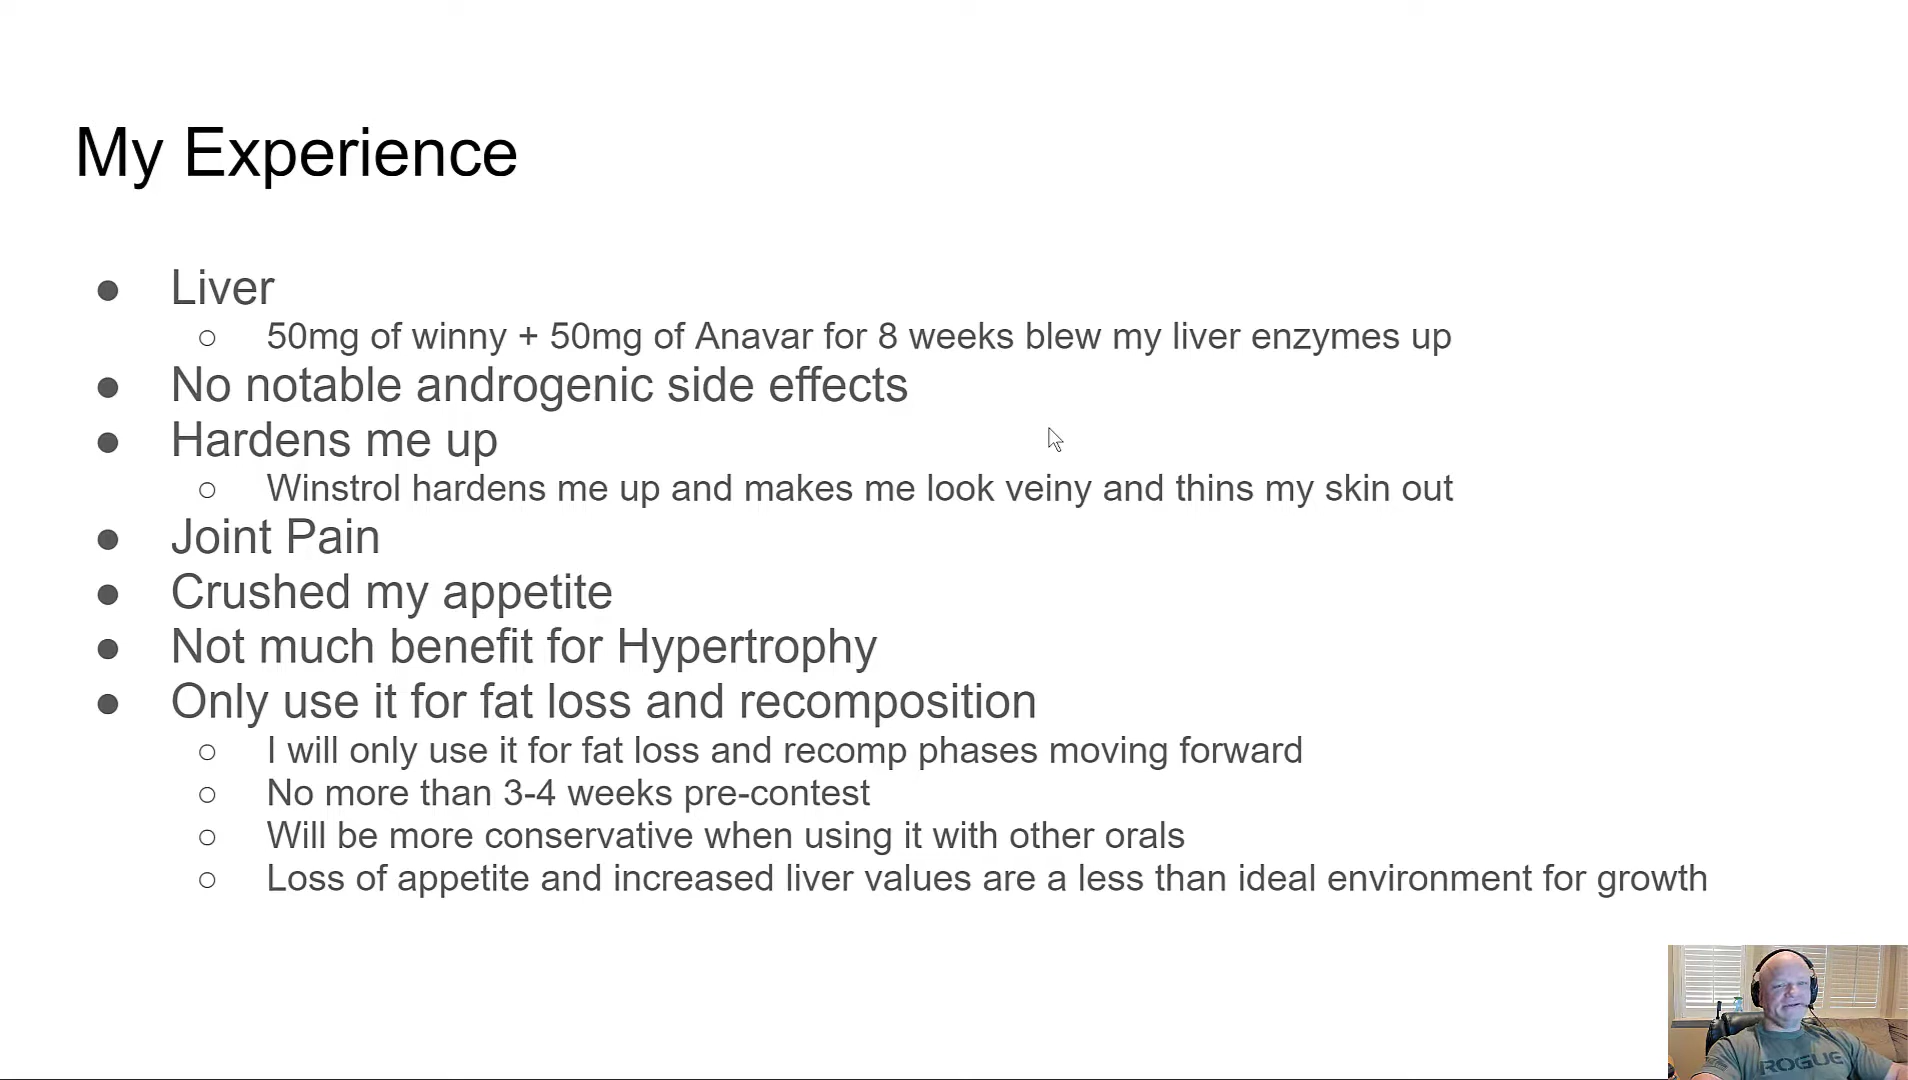 My Experience
● Liver
○ 50mg of winny + 50mg of Anavar for 8 weeks blew my liver enzymes up
● No notable androgenic side effects
● Hardens me up
○ Winstrol hardens me up and makes me look veiny and thins my skin out
● Joint Pain
● Crushed my appetite
● Not much benefit for Hypertrophy
● Only use it for fat loss and recomposition
○ I will only use it for fat loss and recomp phases moving forward
○ No more than 3-4 weeks pre-contest
○ Will be more conservative when using it with other orals
○ Loss of appetite and increased liver values are a less than ideal environment for growth
ROGUE